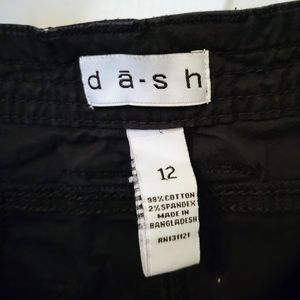 dā-sh
12
98%COTTON
2%SPANDEX
MADE IN
BANGLADESH
RN131121